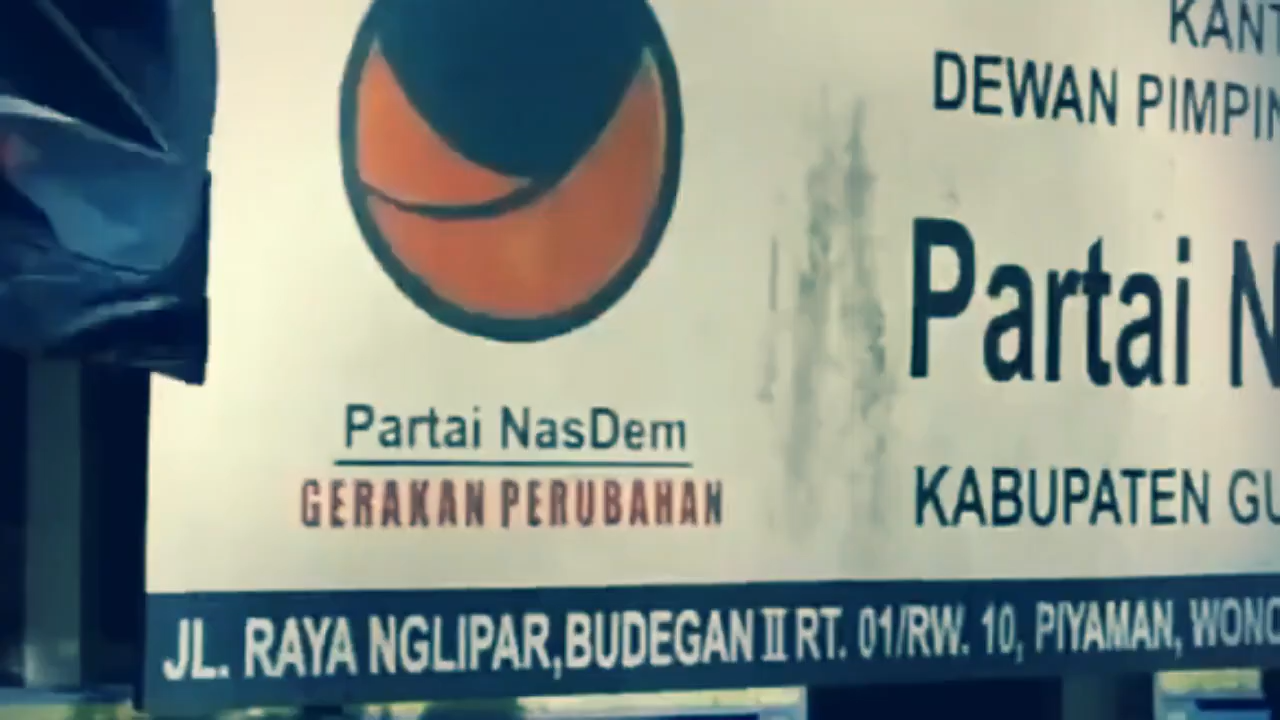 KANT
DEWAN PIMPIN
Partai N
Partai NasDem
GERAKAN PERUBAHAN
KABUPATEN GU
JL. RAYA NGLIPAR,BUDEGAN II RT. 01/RW. 10, PIYAMAN, WONO